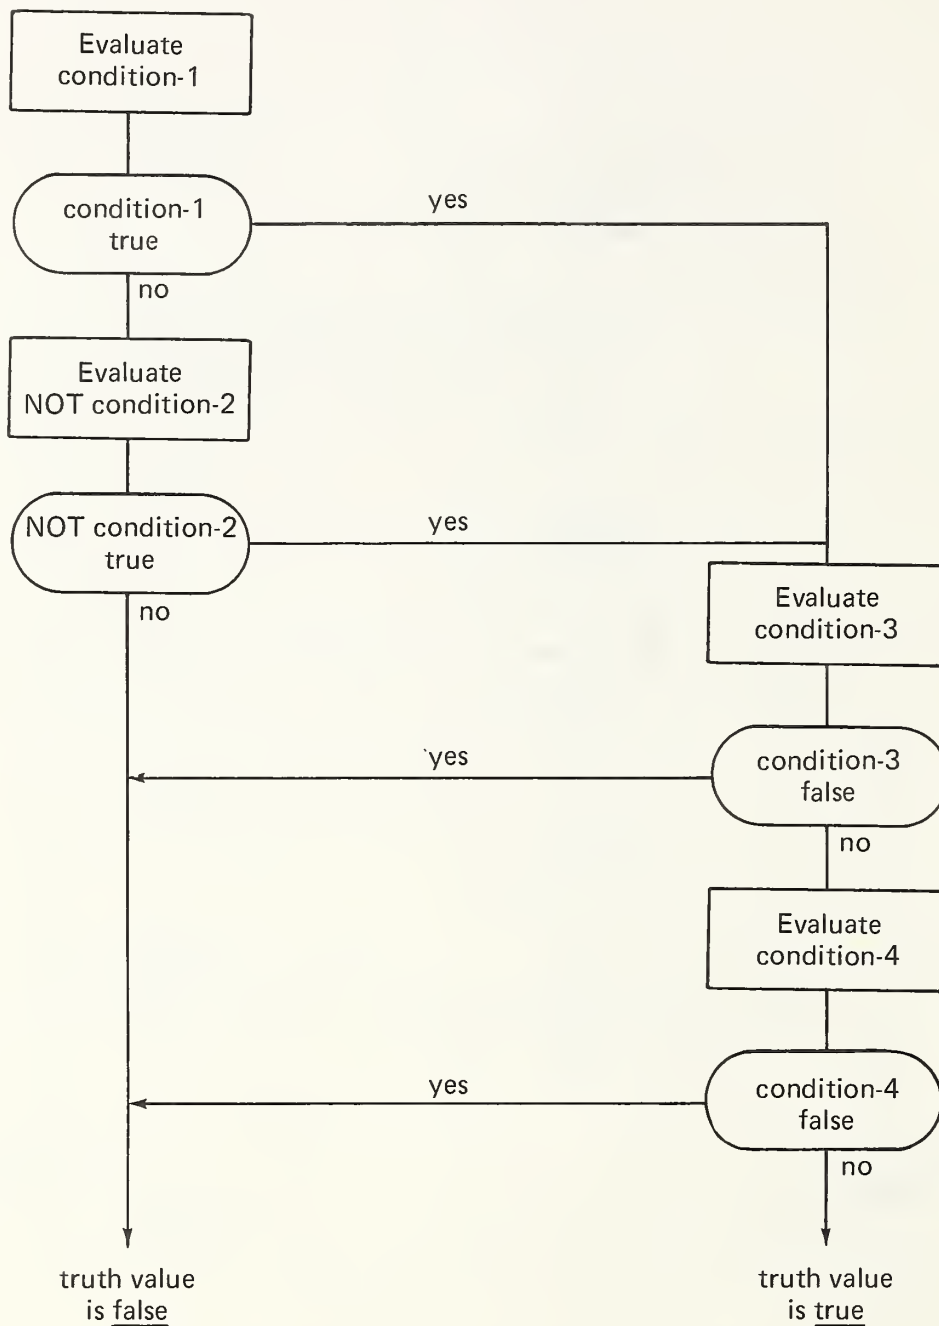 Evaluate
condition-1
condition-1
true
yes
no
Evaluate
NOT condition-2
NOT condition-2
true
yes
no
Evaluate
condition-3
condition-3
false
yes
no
Evaluate
condition-4
condition-4
false
yes
no
truth value
is false
truth value
is true